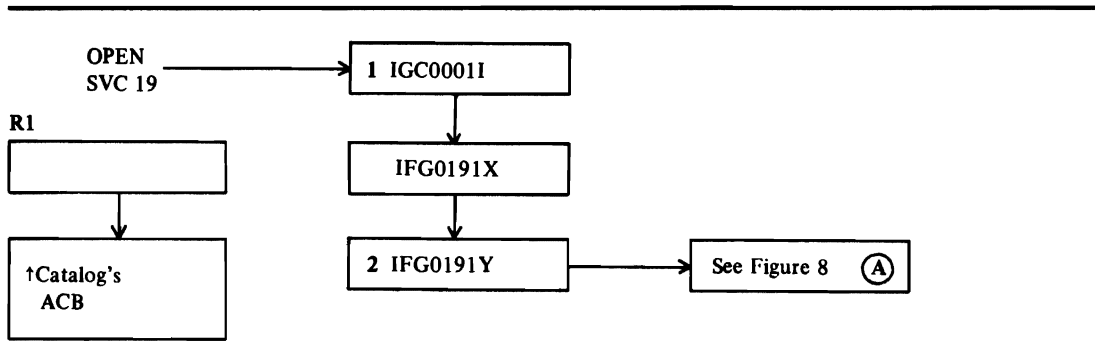 OPEN
SVC 19
1 IGC0001I
R1
IFG0191X
↑Catalog's
ACB
2 IFG0191Y
See Figure 8 A